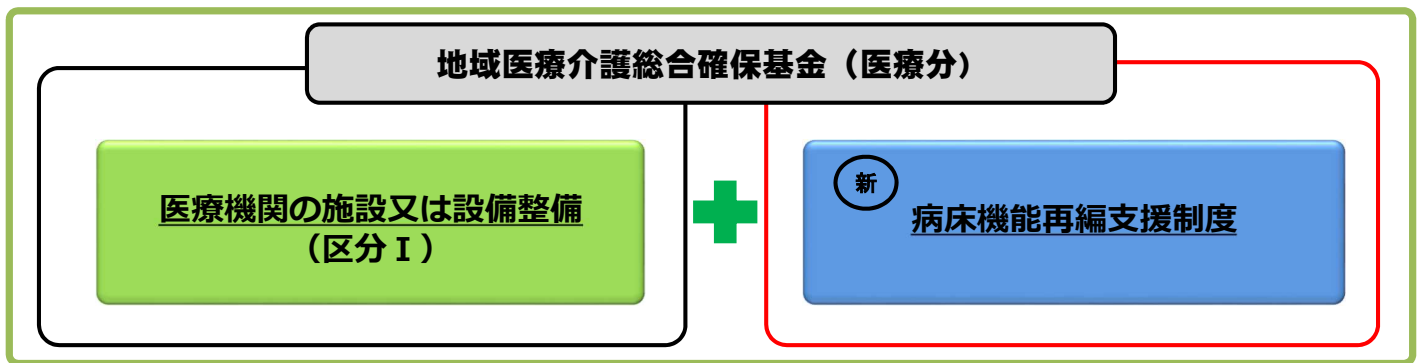 地域医療介護総合確保基金（医療分）
医療機関の施設又は設備整備
（区分Ⅰ）
新
病床機能再編支援制度